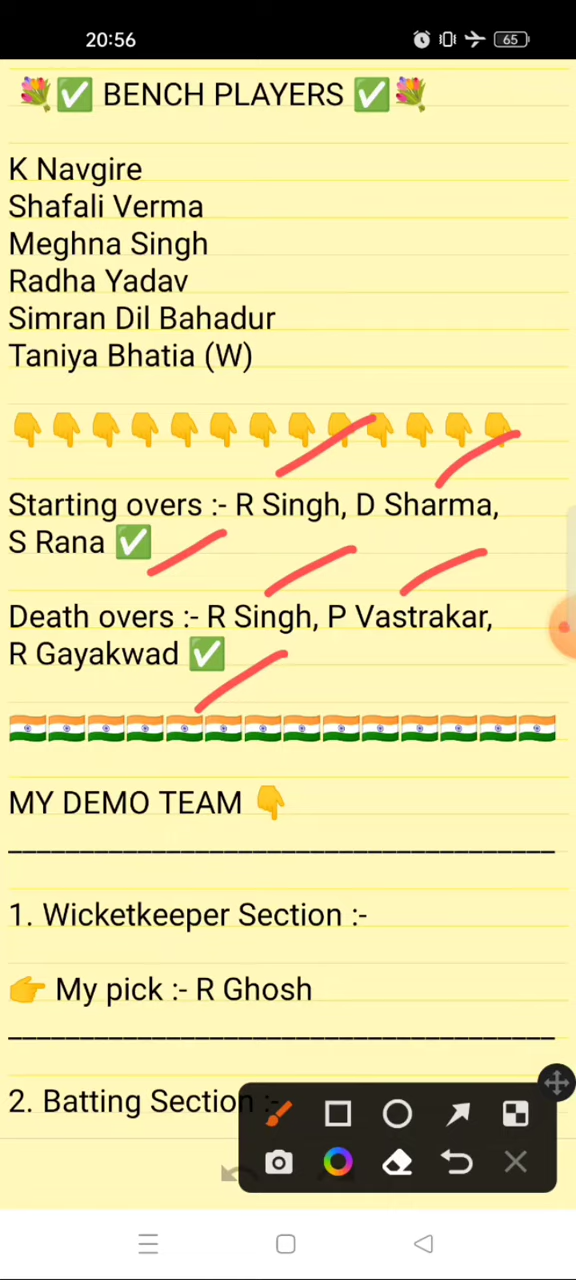 20:56
65
💐✅ BENCH PLAYERS ✅💐
K Navgire
Shafali Verma
Meghna Singh
Radha Yadav
Simran Dil Bahadur
Taniya Bhatia (W)
👇👇👇👇👇👇👇👇👇👇👇👇👇
Starting overs :- R Singh, D Sharma,
S Rana ✅
Death overs :- R Singh, P Vastrakar,
R Gayakwad ✅
🇮🇳🇮🇳🇮🇳🇮🇳🇮🇳🇮🇳🇮🇳🇮🇳🇮🇳🇮🇳🇮🇳🇮🇳🇮🇳🇮🇳
MY DEMO TEAM 👇
1. Wicketkeeper Section :-
👉 My pick :- R Ghosh
2. Batting Section :-